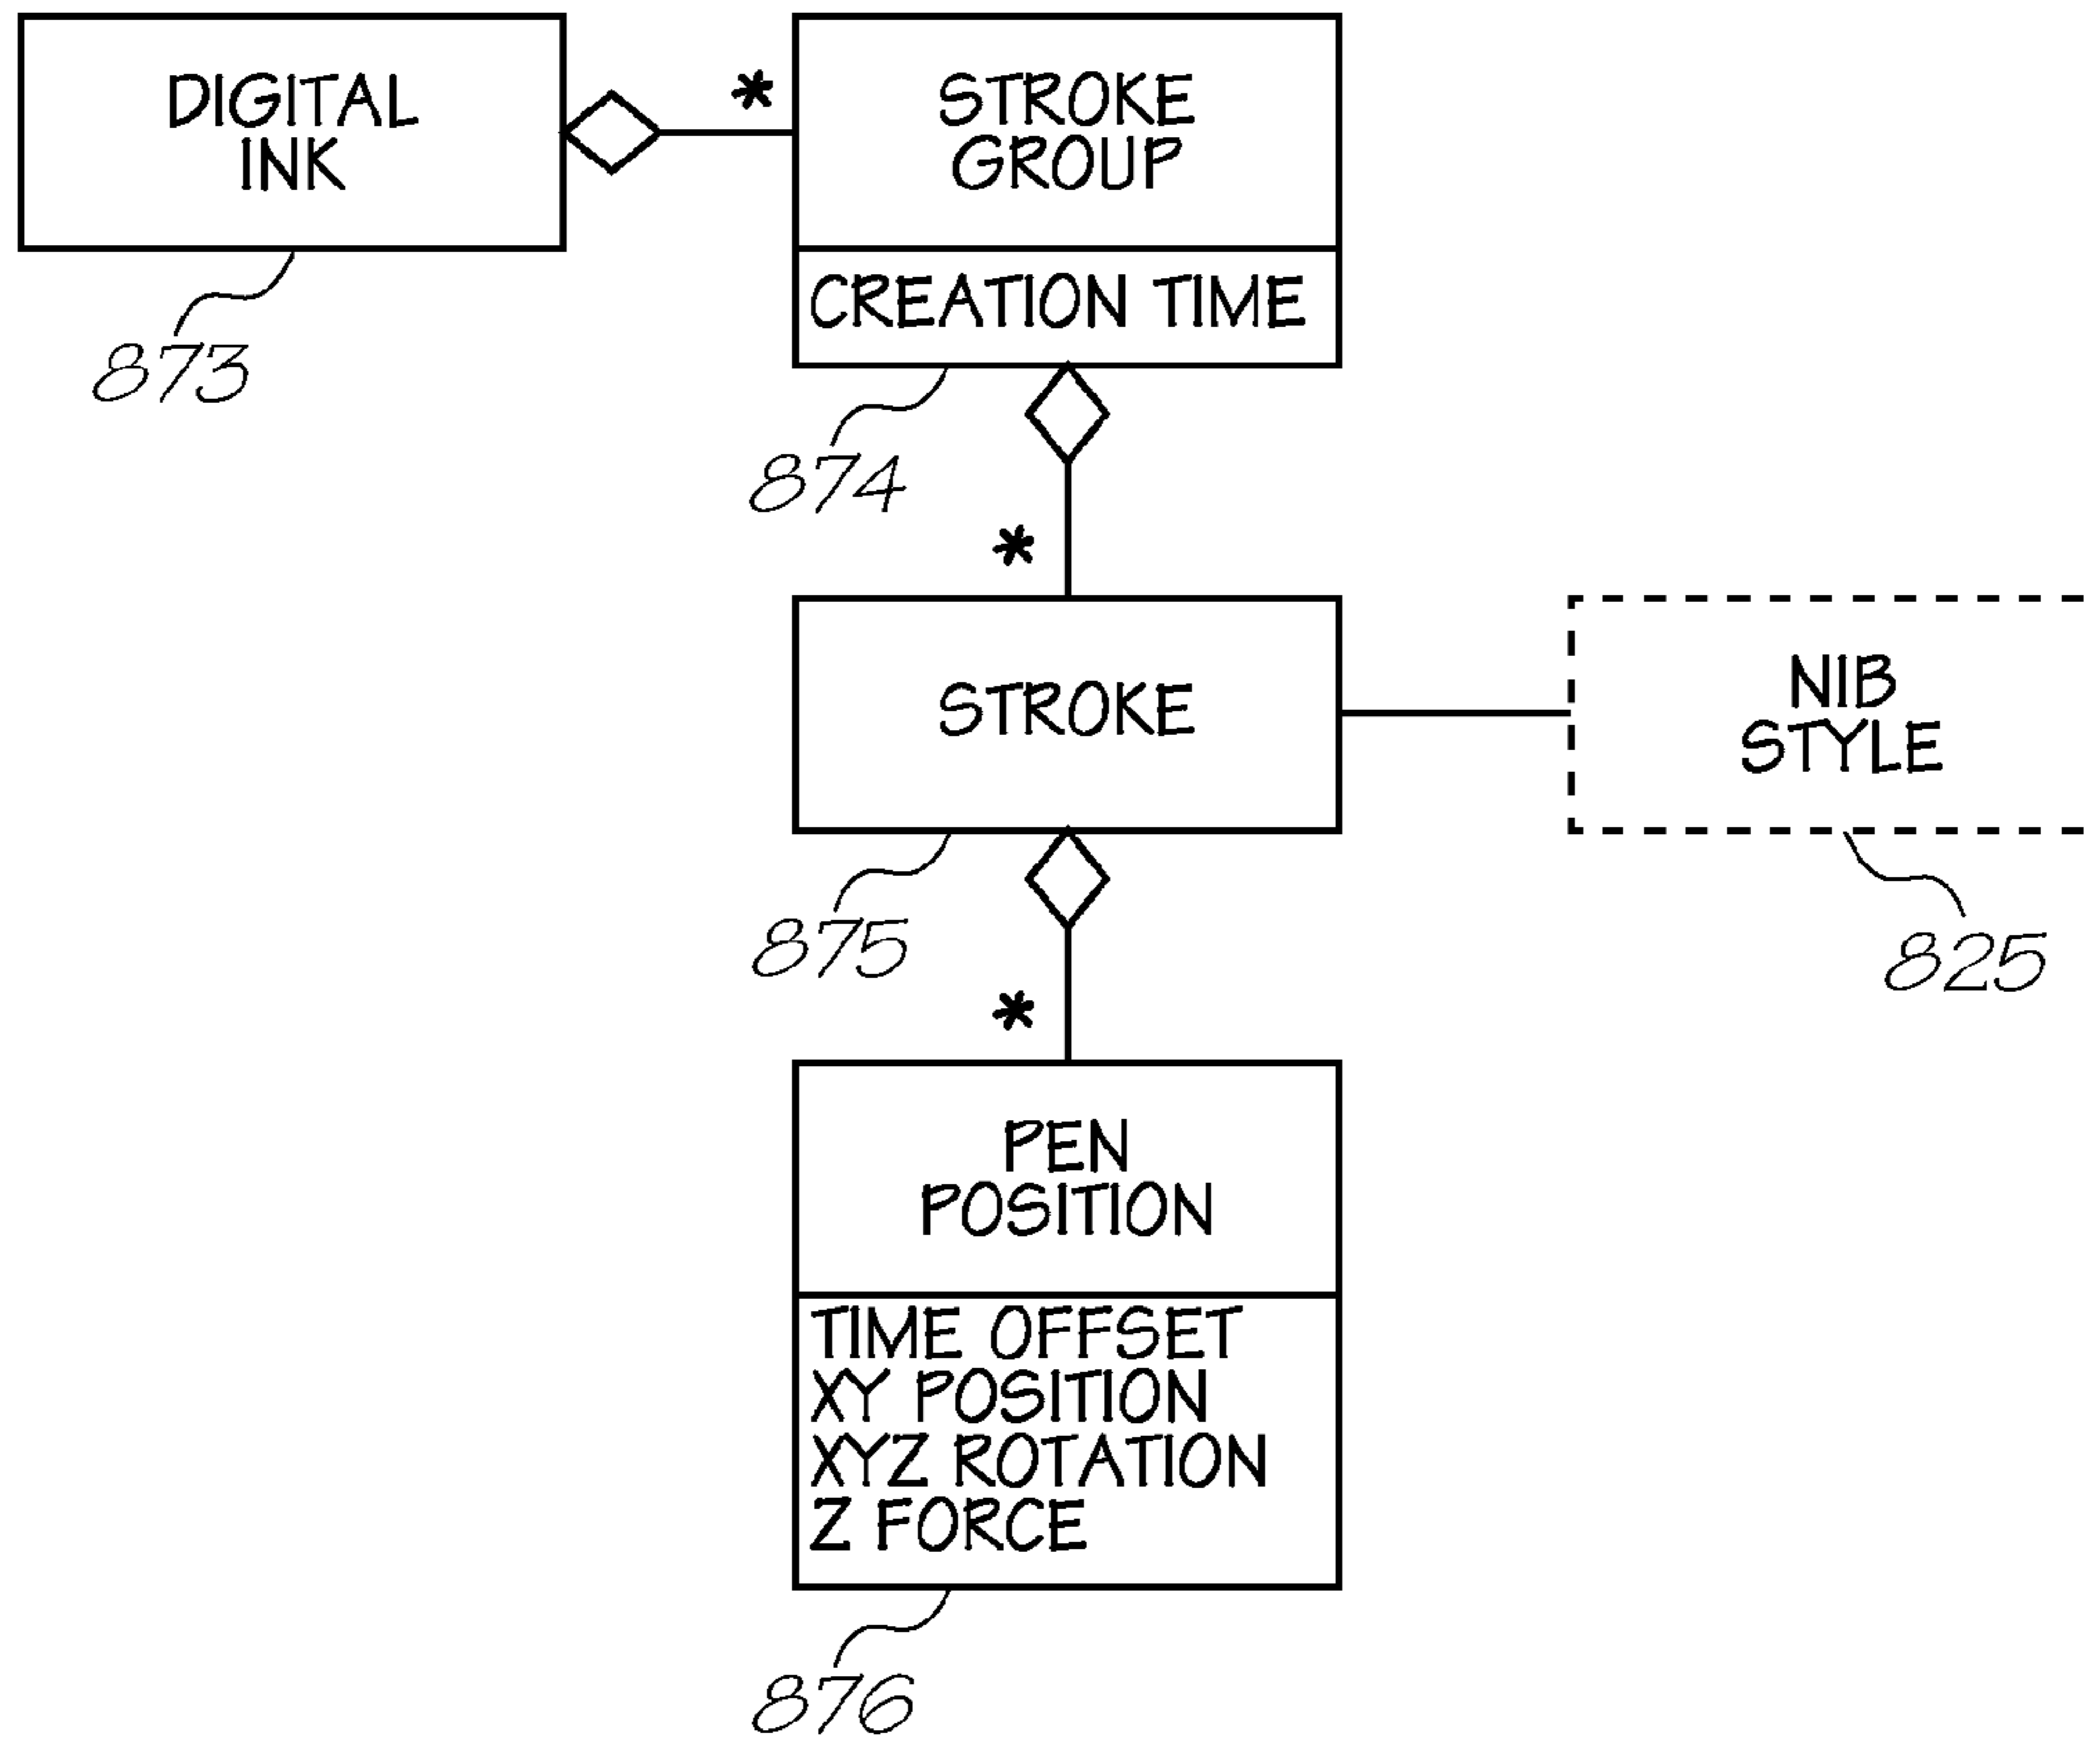 DIGITAL
INK
*
STROKE
GROUP
CREATION TIME
873
874
*
STROKE
NIB
STYLE
875
825
*
PEN
POSITION
TIME OFFSET
XY POSITION
XYZ ROTATION
Z FORCE
876